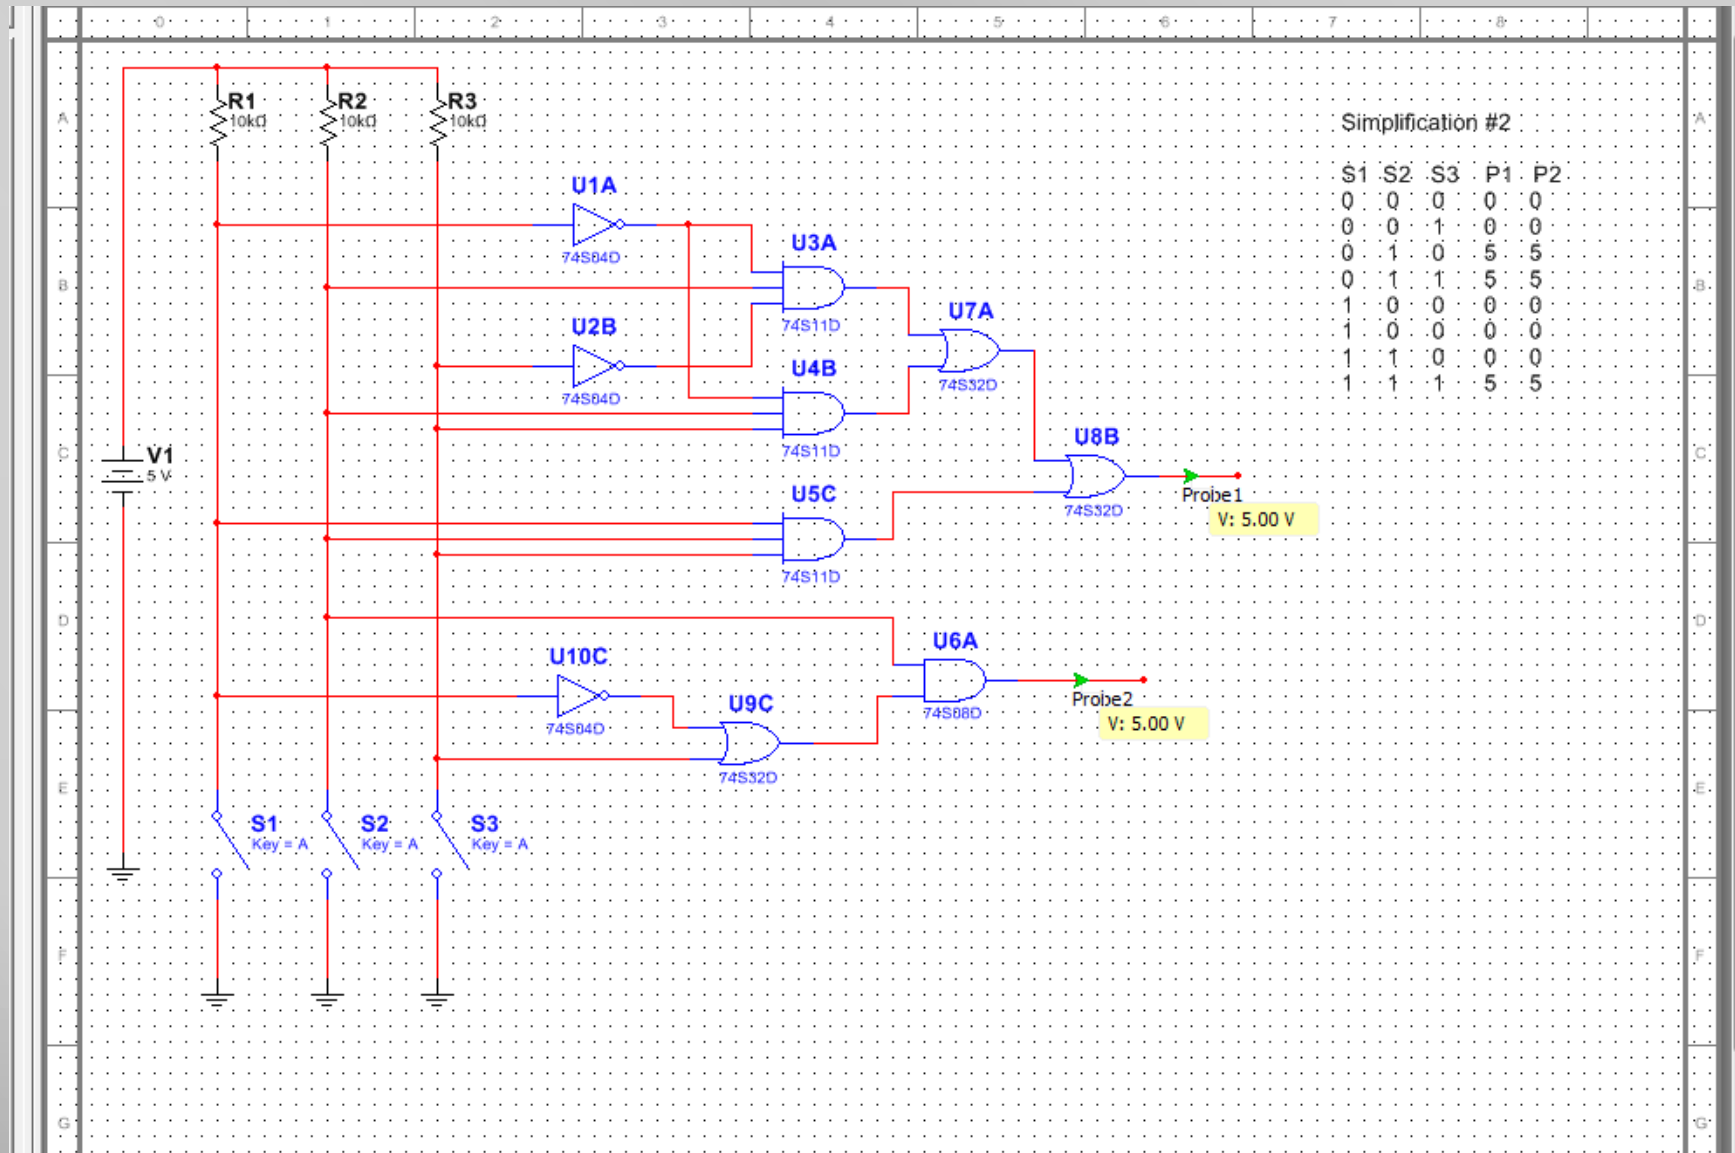 0 1 2 3 4 5 6 7 8
A A
R1 R2 R3
10kΩ 10kΩ 10kΩ
Simplification #2
S1 S2 S3 P1 P2
0 0 0 0 0
0 0 1 0 0
0 1 0 5 5
0 1 1 5 5
1 0 0 0 0
1 0 0 0 0
1 1 0 0 0
1 1 1 5 5
U1A
74S04D
U3A
74S11D
B B
U2B
74S04D
U7A
74S32D
U4B
74S11D
C C
V1
5 V
U8B
74S32D
Probe1
V: 5.00 V
U5C
74S11D
D D
U10C
74S04D
U6A
74S08D
Probe2
V: 5.00 V
U9C
74S32D
E E
S1 S2 S3
Key = A Key = A Key = A
F F
G G